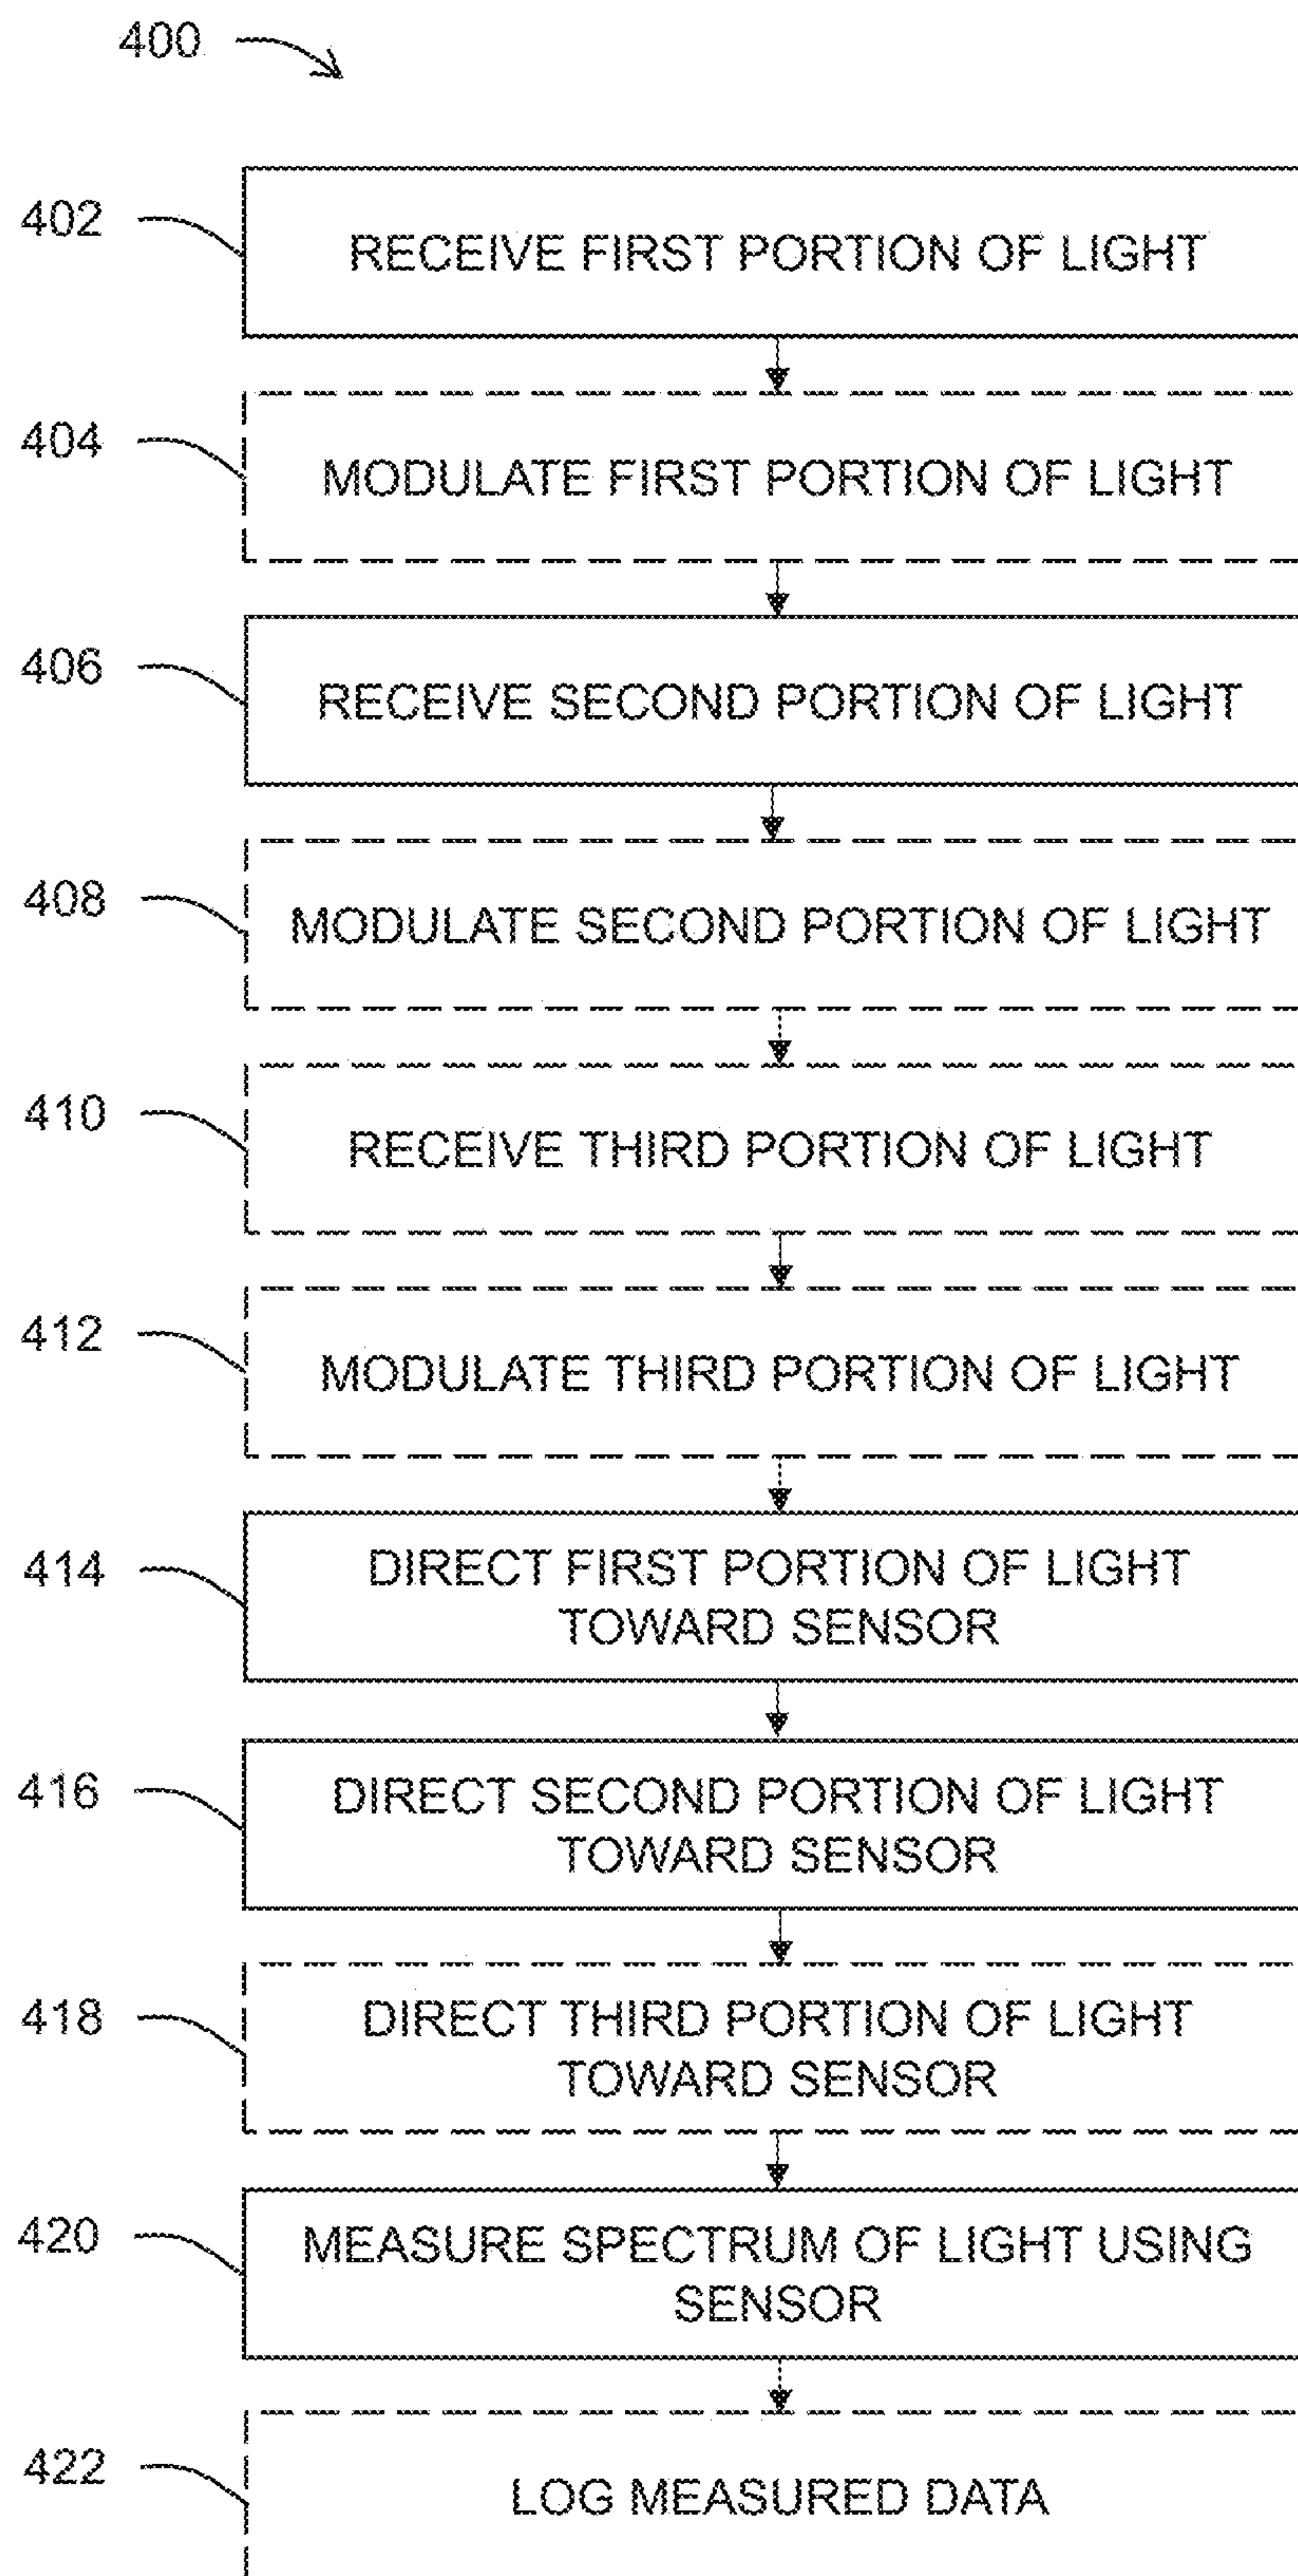 400
402
RECEIVE FIRST PORTION OF LIGHT
404
MODULATE FIRST PORTION OF LIGHT
406
RECEIVE SECOND PORTION OF LIGHT
408
MODULATE SECOND PORTION OF LIGHT
410
RECEIVE THIRD PORTION OF LIGHT
412
MODULATE THIRD PORTION OF LIGHT
414
DIRECT FIRST PORTION OF LIGHT
TOWARD SENSOR
416
DIRECT SECOND PORTION OF LIGHT
TOWARD SENSOR
418
DIRECT THIRD PORTION OF LIGHT
TOWARD SENSOR
420
MEASURE SPECTRUM OF LIGHT USING
SENSOR
422
LOG MEASURED DATA